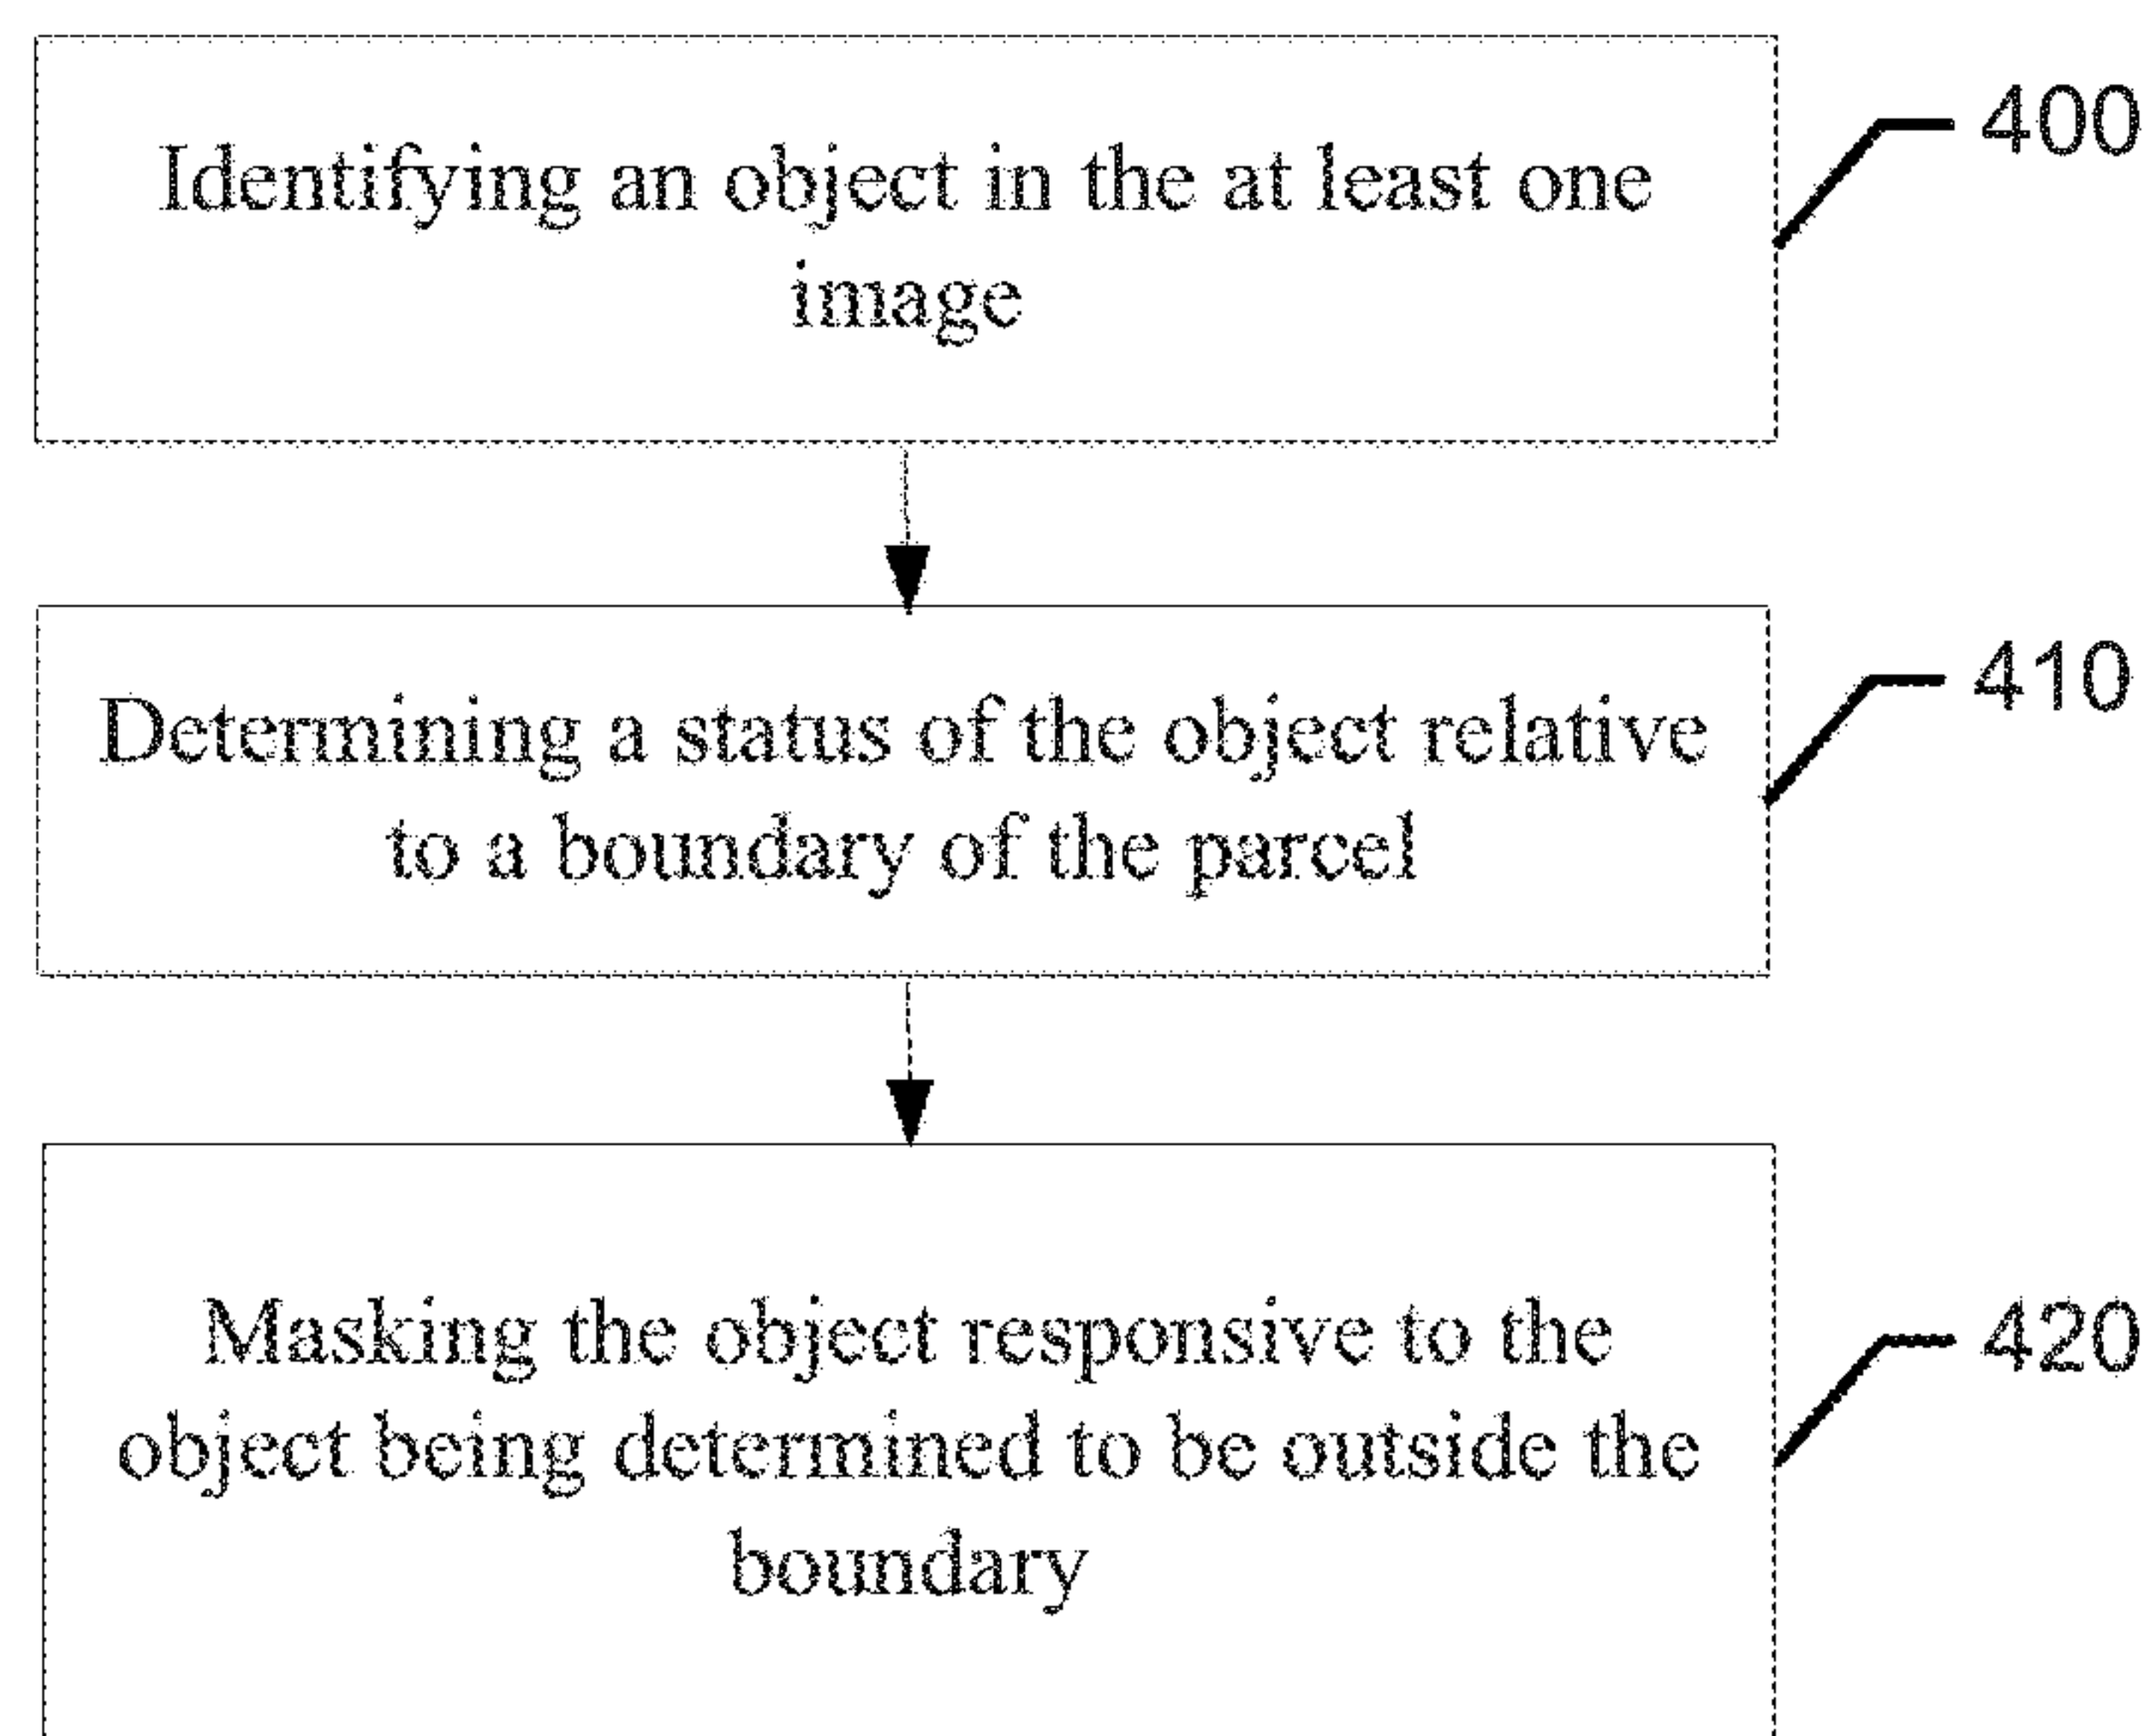 Identifying an object in the at least one
image
400
Determining a status of the object relative
to a boundary of the parcel
410
Masking the object responsive to the
object being determined to be outside the
boundary
420